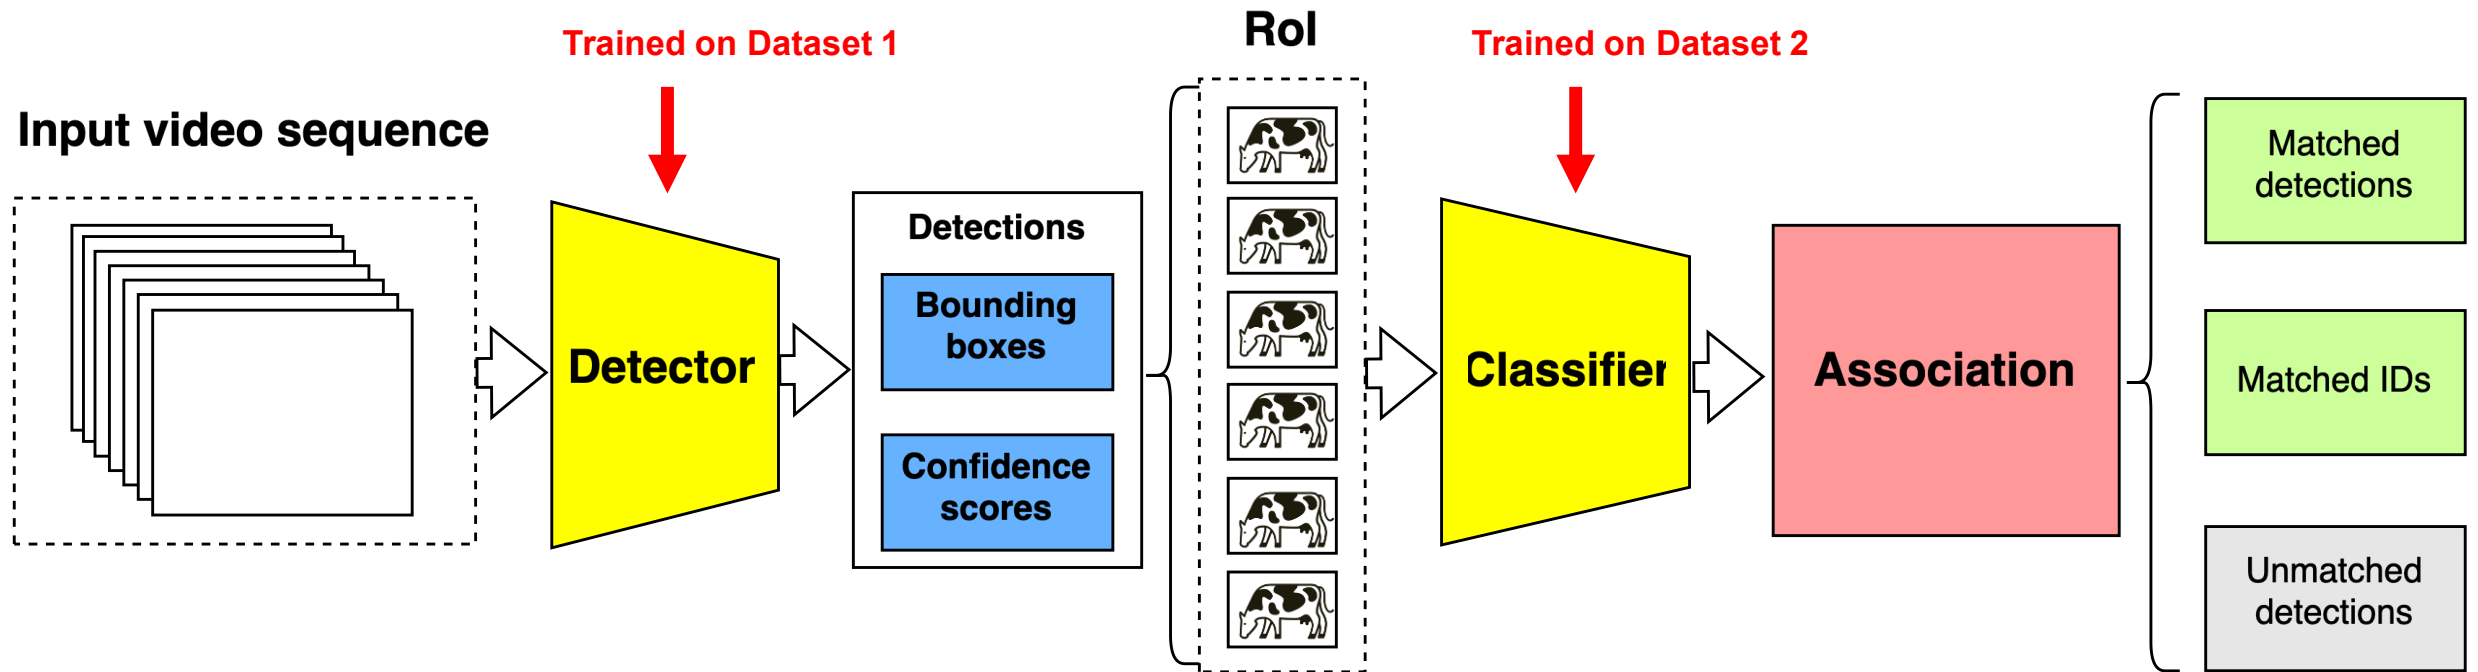 Input video sequence
Trained on Dataset 1
Detector
Detections
Bounding
boxes
Confidence
scores
RoI
Trained on Dataset 2
Classifier
Association
Matched
detections
Matched IDs
Unmatched
detections